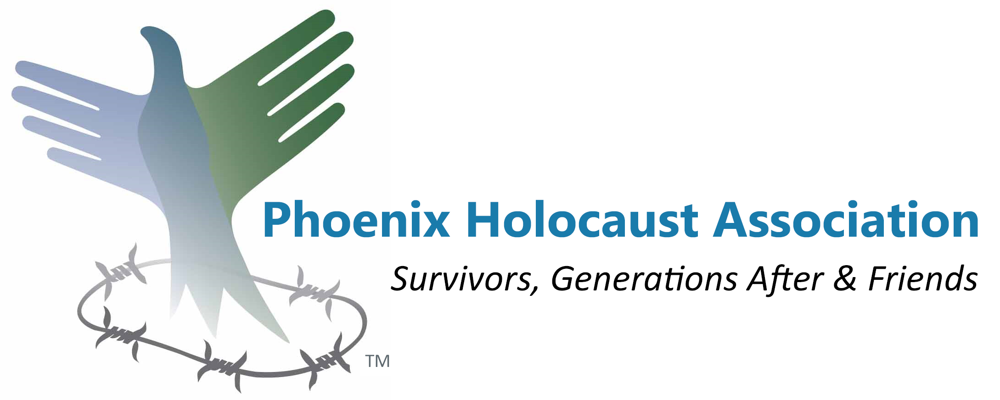 Phoenix Holocaust Association
Survivors, Generations After & Friends
TM